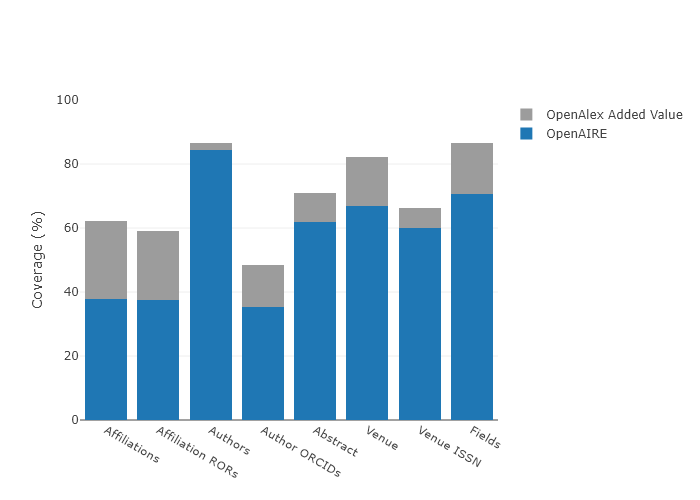 OpenAlex Added Value
OpenAIRE
Coverage (%)
100
80
60
40
20
0
Affiliations
Affiliation RORs
Authors
Author ORCIDs
Abstract
Venue
Venue ISSN
Fields